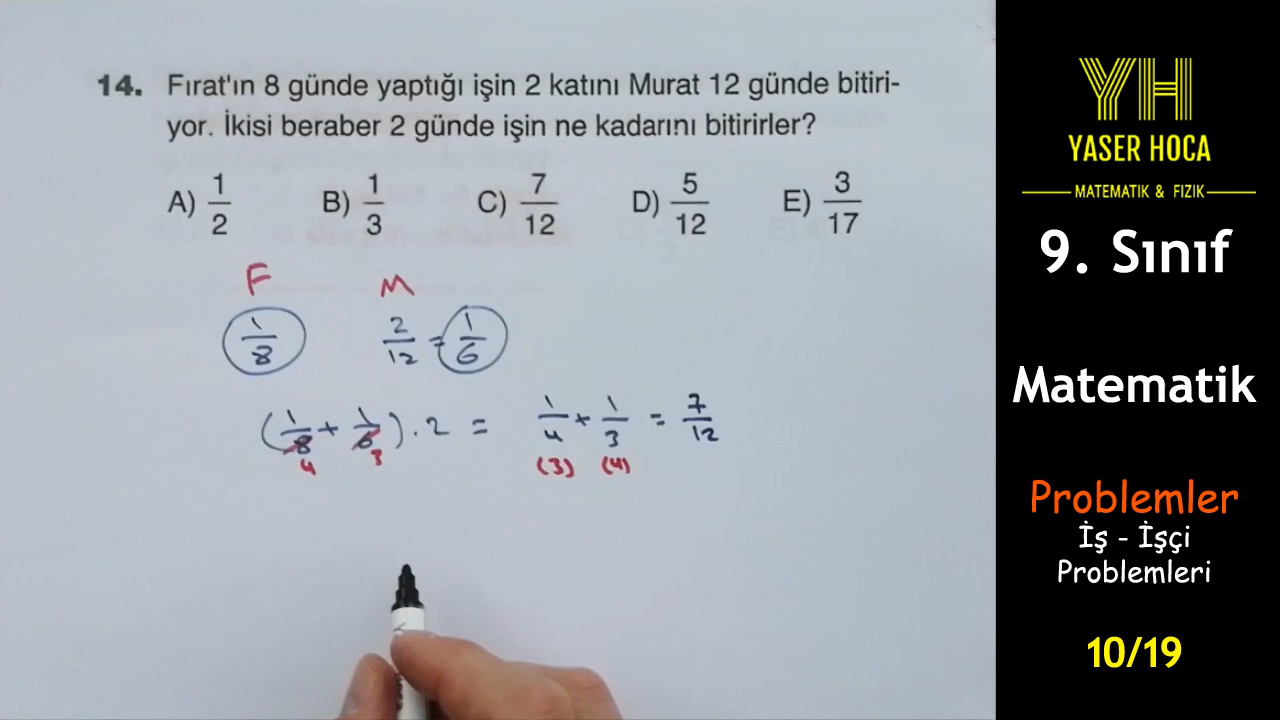 14. Fırat'ın 8 günde yaptığı işin 2 katını Murat 12 günde bitiri-
yor. İkisi beraber 2 günde işin ne kadarını bitirirler?
A) 1/2 B) 1/3 C) 7/12 D) 5/12 E) 3/17
F M
1/8 2/12 = 1/6
(1/8 + 1/6) . 2 = 1/4 + 1/3 = 7/12
4 3 (3) (4)
YH
YASER HOCA
MATEMATIK & FIZIK
9. Sınıf
Matematik
Problemler
İş - İşçi
Problemleri
10/19